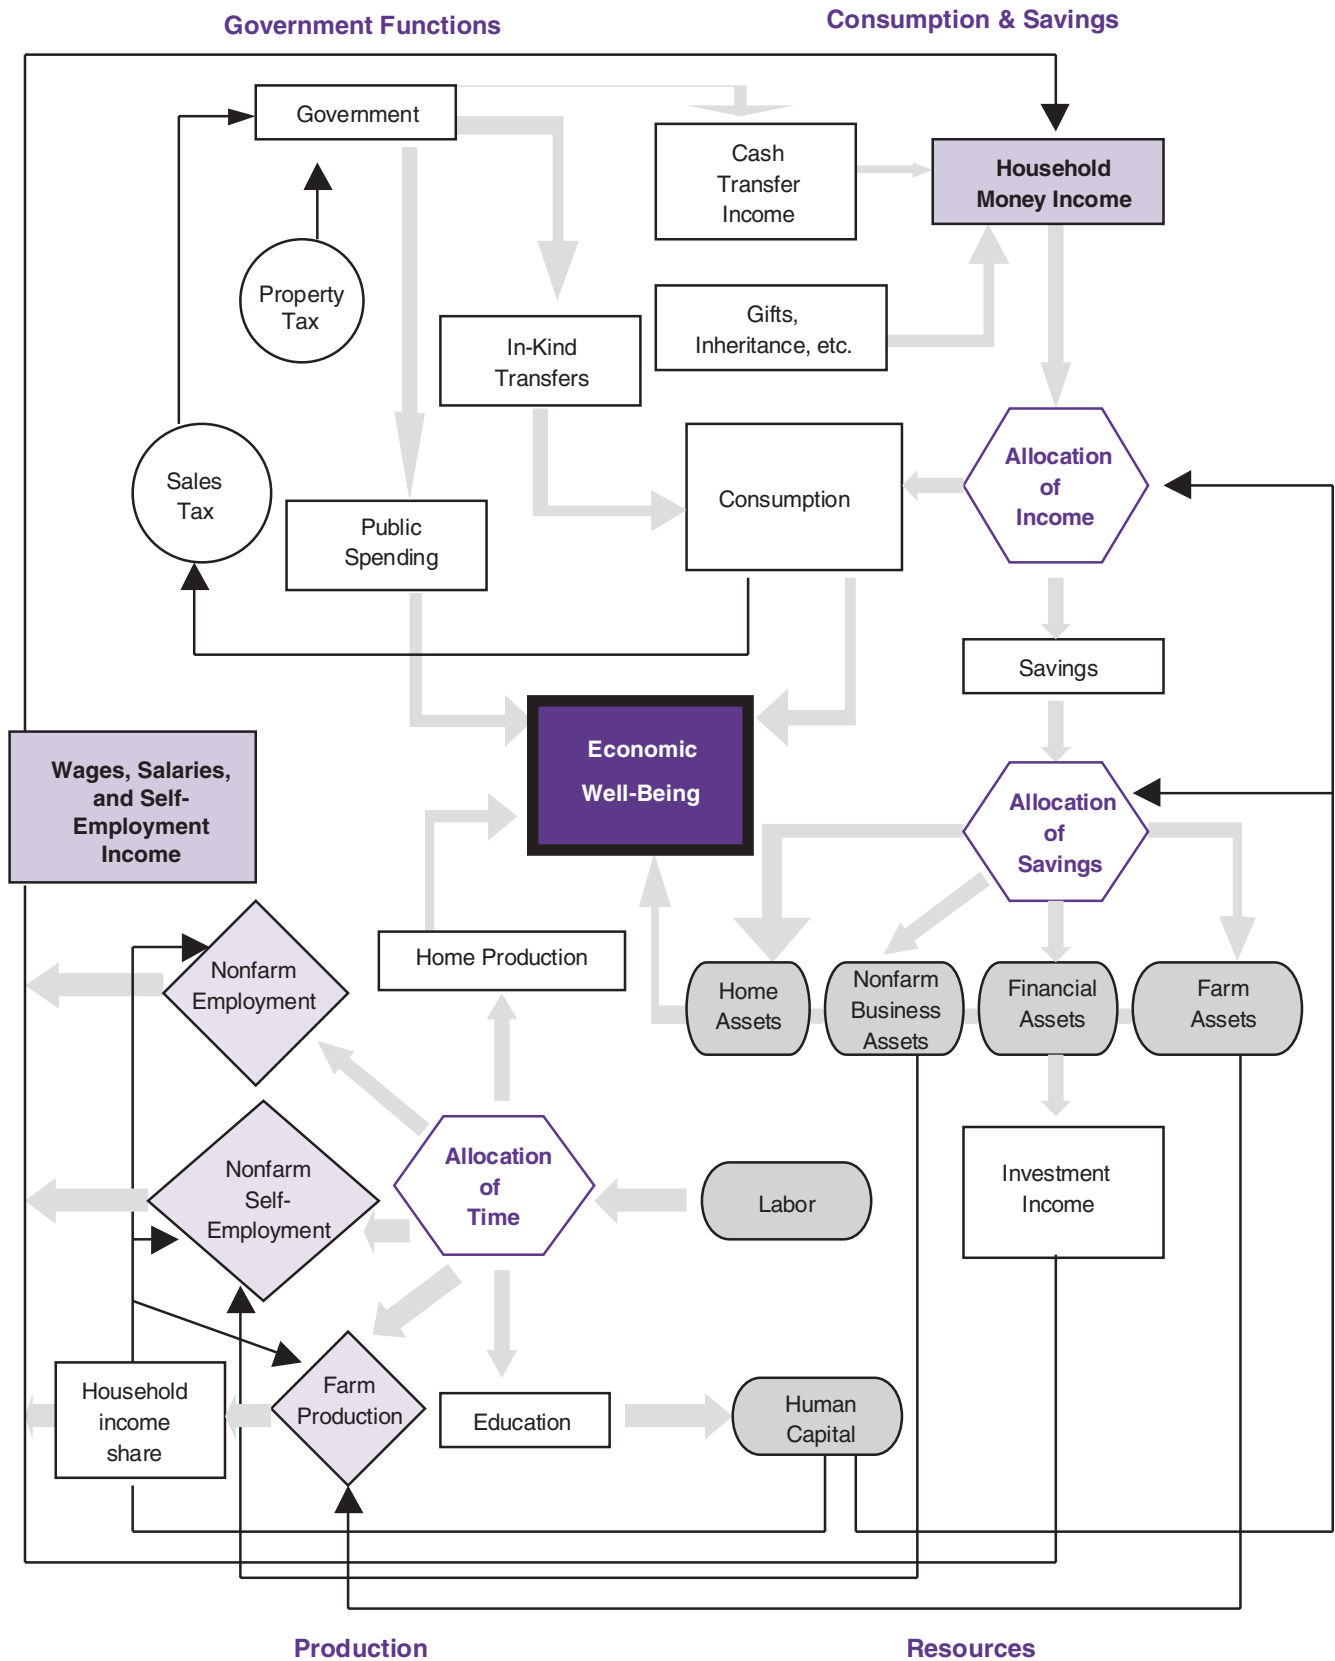 Government Functions
Consumption & Savings
Government
Cash
Transfer
Income
Household
Money Income
Property
Tax
Gifts,
Inheritance, etc.
In-Kind
Transfers
Allocation
of
Income
Consumption
Sales
Tax
Public
Spending
Savings
Economic
Well-Being
Wages, Salaries,
and Self-
Employment
Income
Allocation
of
Savings
Home Production
Nonfarm
Employment
Home
Assets
Nonfarm
Business
Assets
Financial
Assets
Farm
Assets
Allocation
of
Time
Nonfarm
Self-
Employment
Labor
Investment
Income
Household
income
share
Farm
Production
Education
Human
Capital
Production
Resources